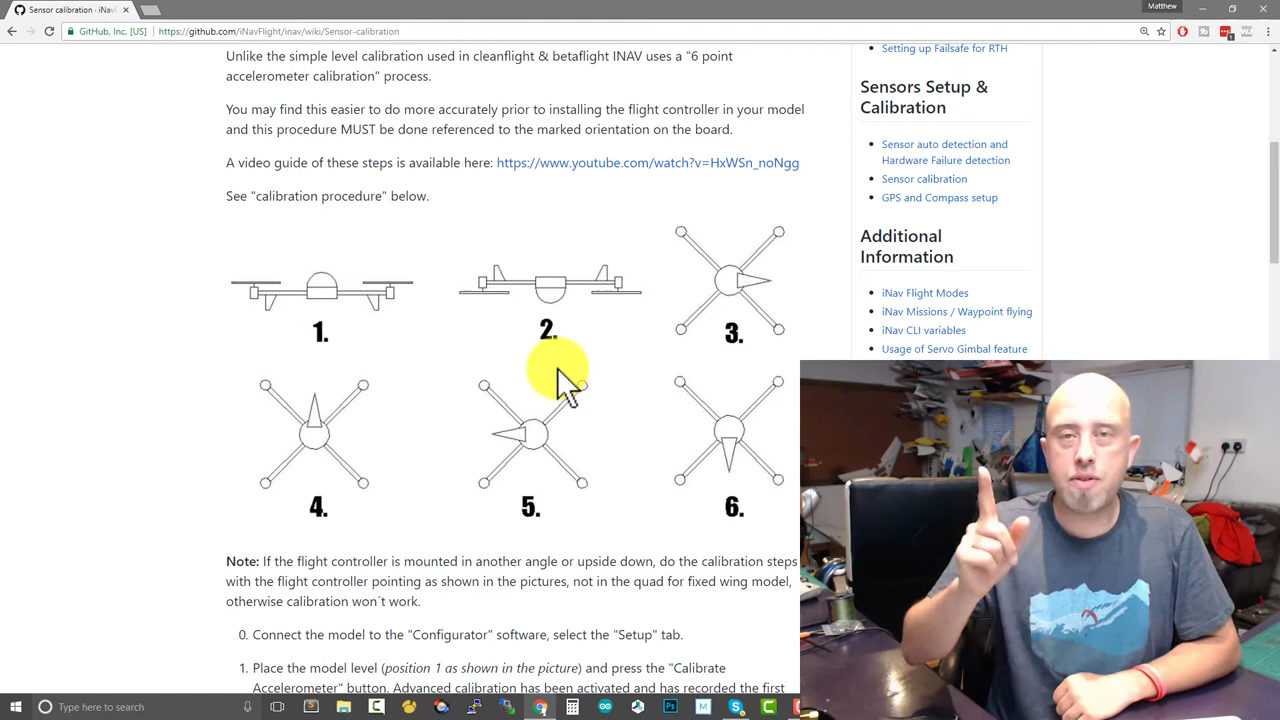 Sensor calibration · iNav
Matthew
GitHub, Inc. [US]
https://github.com/iNavFlight/inav/wiki/Sensor-calibration
Unlike the simple level calibration used in cleanflight & betaflight INAV uses a "6 point
accelerometer calibration" process.
You may find this easier to do more accurately prior to installing the flight controller in your model
and this procedure MUST be done referenced to the marked orientation on the board.
A video guide of these steps is available here: https://www.youtube.com/watch?v=HxWSn_noNgg
See "calibration procedure" below.
1.
2.
3.
4.
5.
6.
Note: If the flight controller is mounted in another angle or upside down, do the calibration steps
with the flight controller pointing as shown in the pictures, not in the quad for fixed wing model,
otherwise calibration won´t work.
0. Connect the model to the "Configurator" software, select the "Setup" tab.
1. Place the model level (position 1 as shown in the picture) and press the "Calibrate
Accelerometer" button. Advanced calibration has been activated and has recorded the first
Setting up Failsafe for RTH
Sensors Setup &
Calibration
Sensor auto detection and
Hardware Failure detection
Sensor calibration
GPS and Compass setup
Additional
Information
iNav Flight Modes
iNav Missions / Waypoint flying
iNav CLI variables
Usage of Servo Gimbal feature
Type here to search